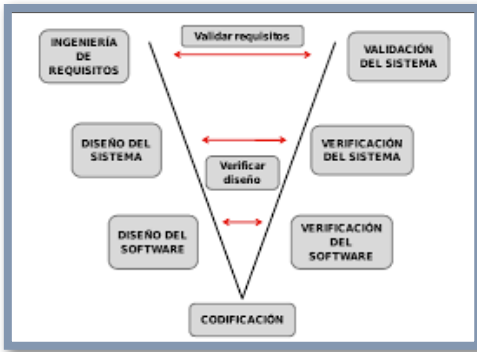 INGENIERÍA
DE
REQUISITOS
Validar requisitos
VALIDACIÓN
DEL SISTEMA
DISEÑO DEL
SISTEMA
Verificar
diseño
VERIFICACIÓN
DEL SISTEMA
DISEÑO DEL
SOFTWARE
VERIFICACIÓN
DEL
SOFTWARE
CODIFICACIÓN